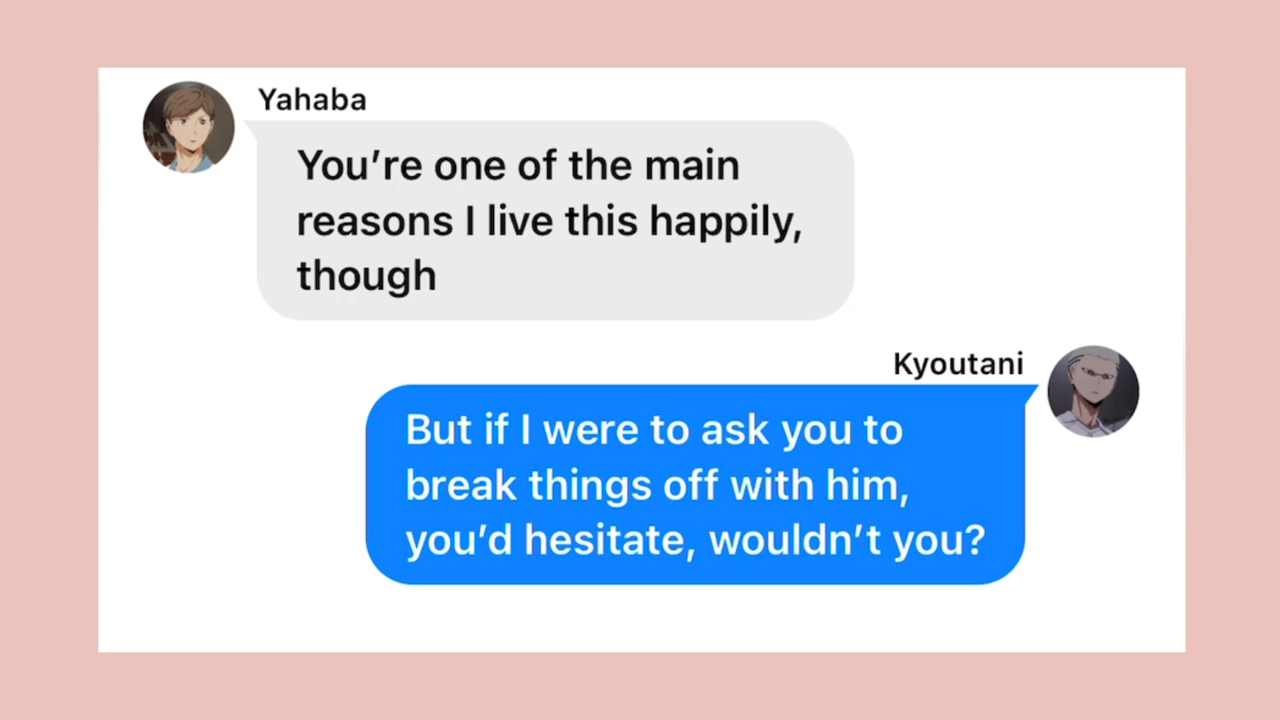 Yahaba
You’re one of the main
reasons I live this happily,
though
Kyoutani
But if I were to ask you to
break things off with him,
you’d hesitate, wouldn’t you?